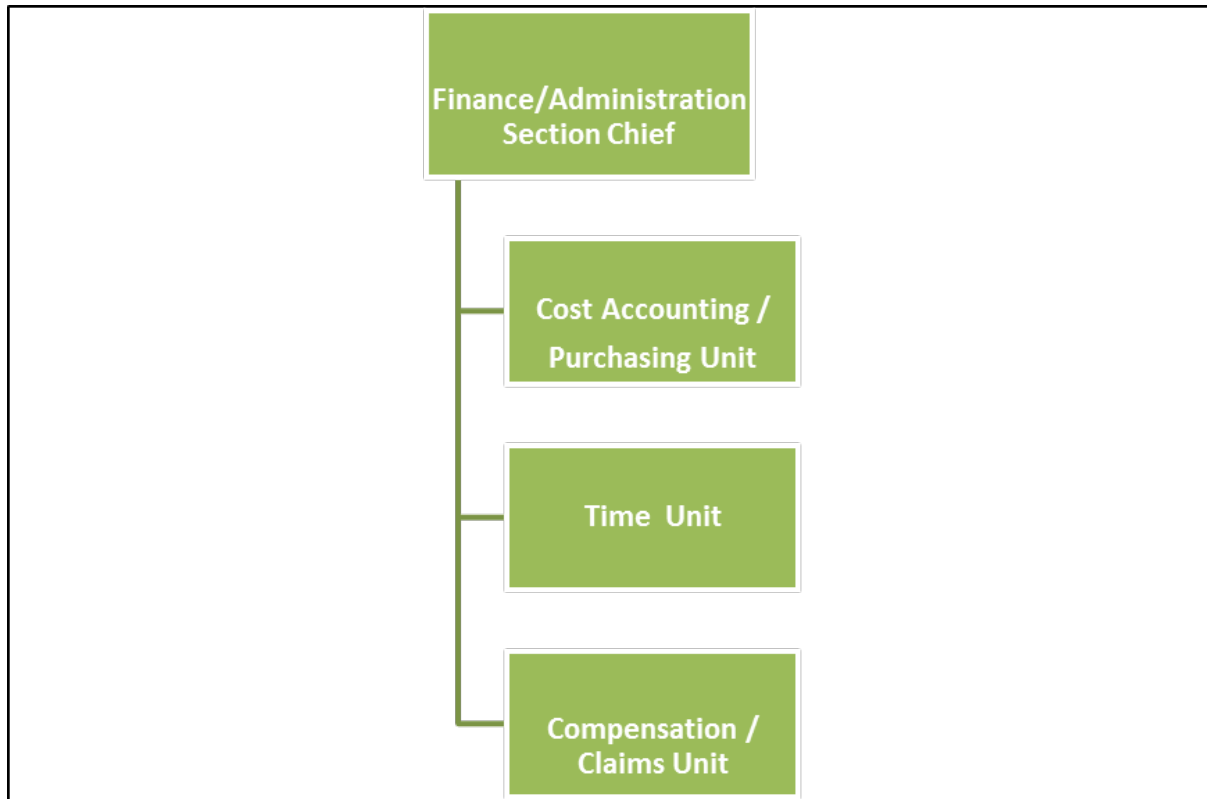 Finance/Administration
Section Chief
Cost Accounting /
Purchasing Unit
Time  Unit
Compensation /
Claims Unit